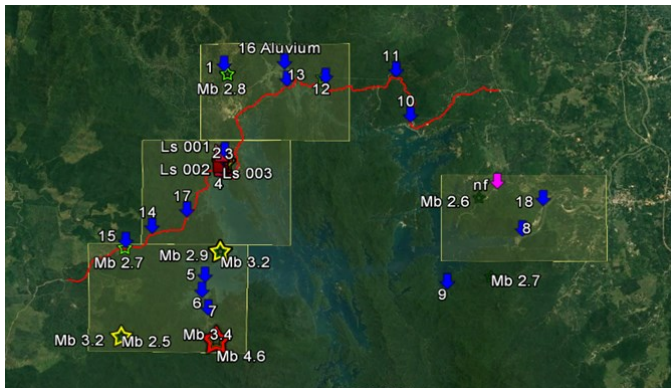 16 Aluvium
11
1
13
12
Mb 2.8
10
Ls 001
2.3
Ls 002
Ls 003
4
nf
17
Mb 2.6
18
14
15
8
Mb 2.7
Mb 2.9
Mb 3.2
5
Mb 2.7
9
6
7
Mb 3.2
Mb 2.5
Mb 3.4
Mb 4.6